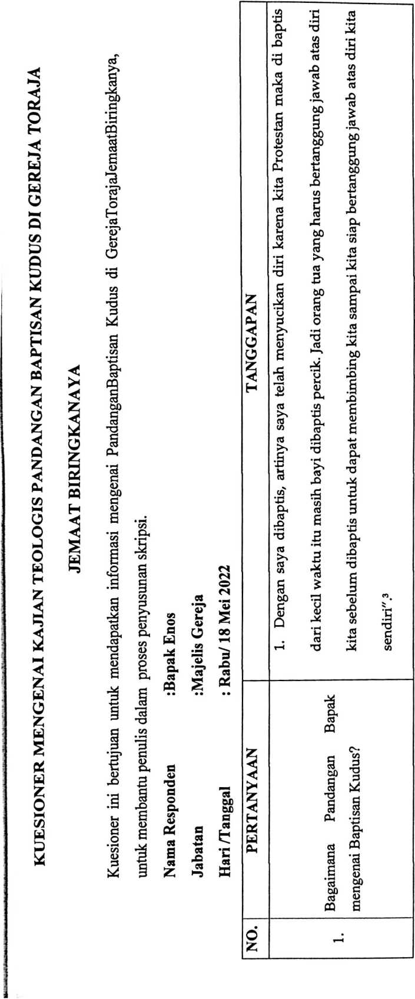 KUESIONER MENGENAI KAJIAN TEOLOGIS PANDANGAN BAPTISAN KUDUS DI GEREJA TORAJA
JEMAAT BIRINGKANAYA
Kuesioner ini bertujuan untuk mendapatkan informasi mengenai PandanganBaptisan Kudus di GerejaTorajaJemaatBiringkanya,
untuk membantu penulis dalam proses penyusunan skripsi.
Nama Responden :Bapak Enos
Jabatan :Majelis Gereja
Hari /Tanggal : Rabu/ 18 Mei 2022
NO. PERTANYAAN TANGGAPAN
1. Bagaimana Pandangan Bapak
mengenai Baptisan Kudus?
1. Dengan saya dibaptis, artinya saya telah menyucikan diri karena kita Protestan maka di baptis
dari kecil waktu itu masih bayi dibaptis percik. Jadi orang tua yang harus bertanggung jawab atas diri
kita sebelum dibaptis untuk dapat membimbing kita sampai kita siap bertanggung jawab atas diri kita
sendiri”.³